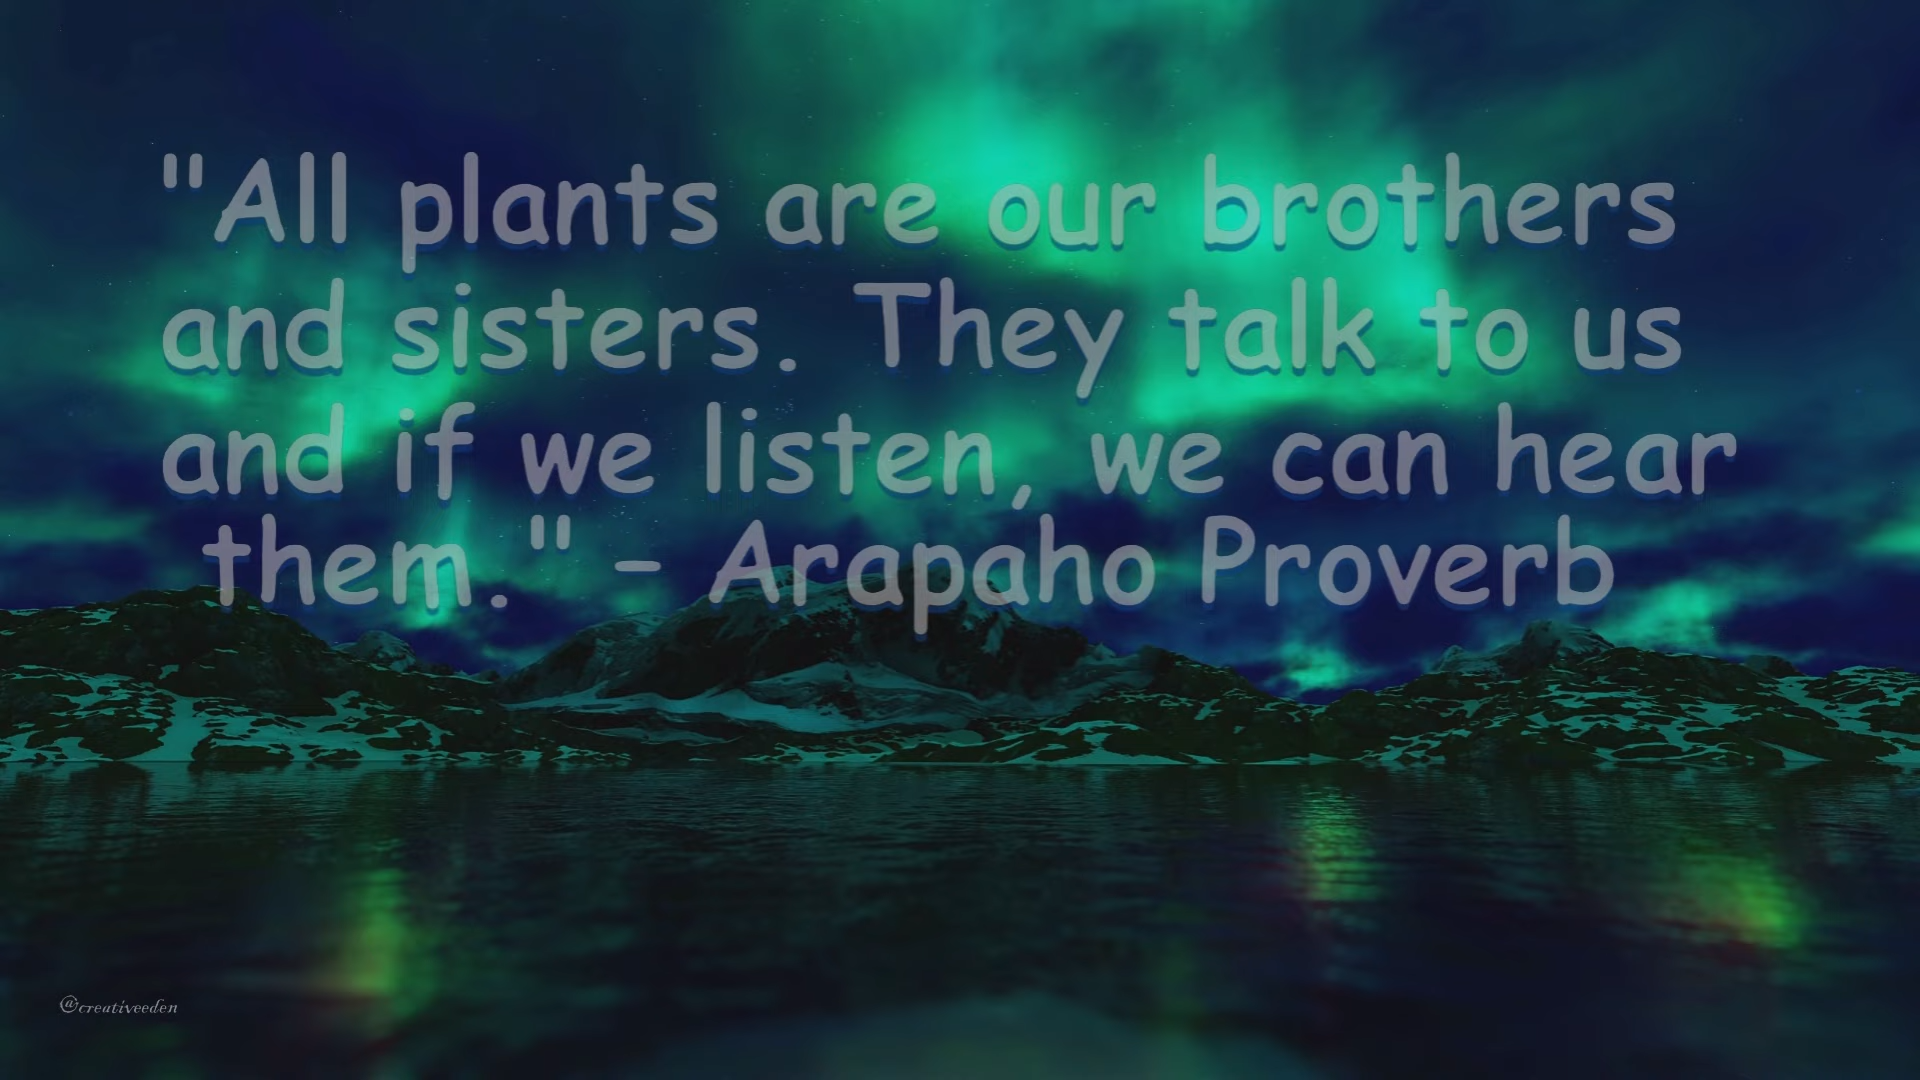 "All plants are our brothers
and sisters. They talk to us
and if we listen, we can hear
them." - Arapaho Proverb
@creativeeden